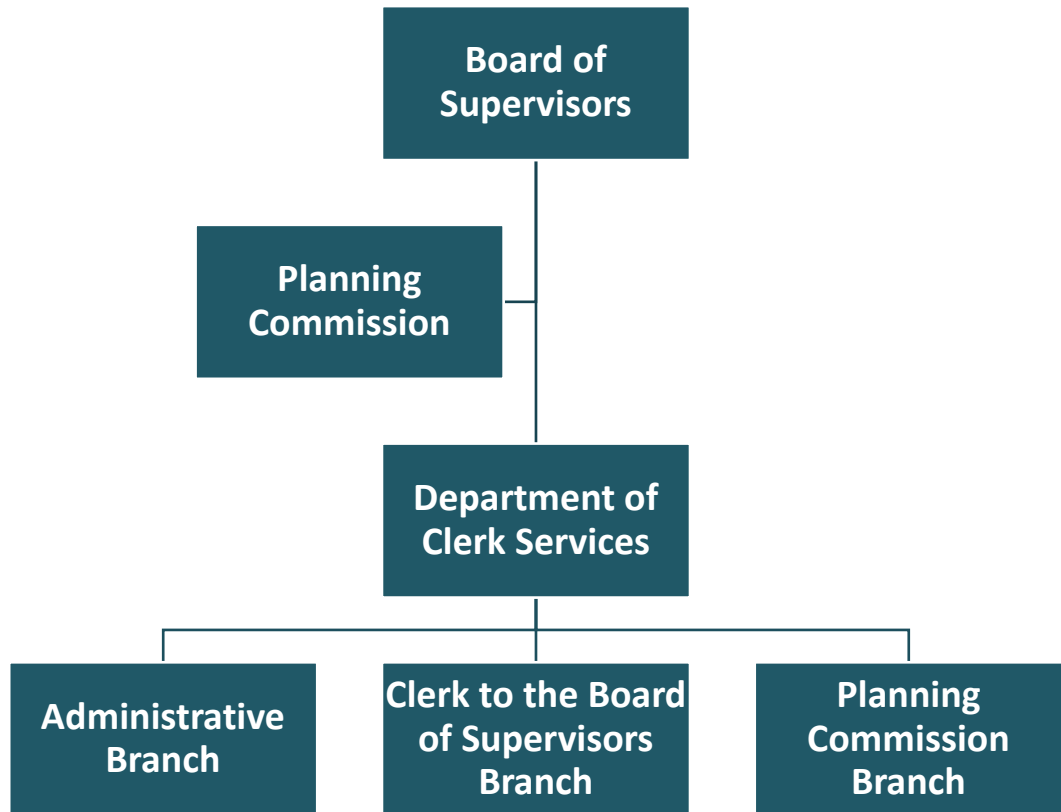 Board of
Supervisors
Planning
Commission
Department of
Clerk Services
Administrative
Branch
Clerk to the Board
of Supervisors
Branch
Planning
Commission
Branch